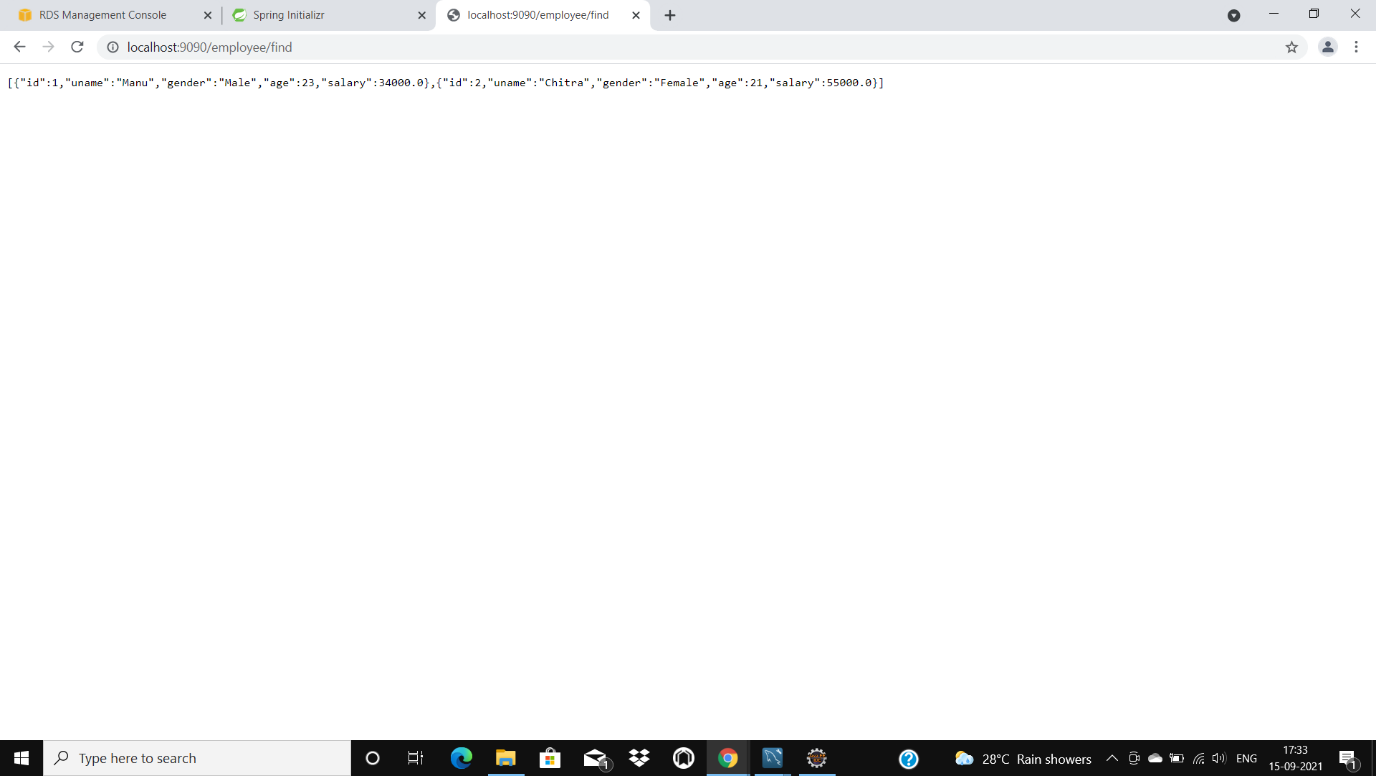 RDS Management Console
Spring Initializr
localhost:9090/employee/find
localhost:9090/employee/find
[{"id":1,"uname":"Manu","gender":"Male","age":23,"salary":34000.0},{"id":2,"uname":"Chitra","gender":"Female","age":21,"salary":55000.0}]
Type here to search
1
28°C Rain showers
ENG
17:33
15-09-2021
1